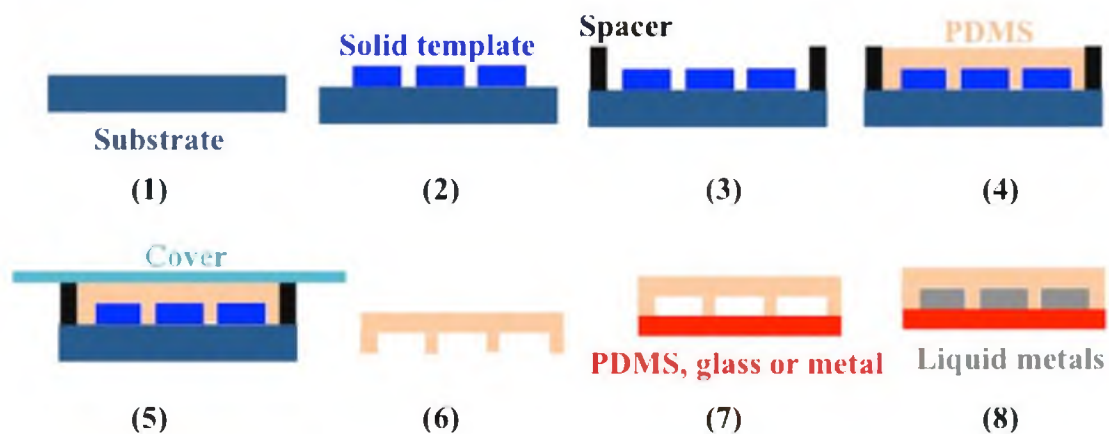 Spacer
PDMS
Solid template
Substrate
(1)
(2)
(3)
(4)
Cover
PDMS, glass or metal
Liquid metals
(5)
(6)
(7)
(8)